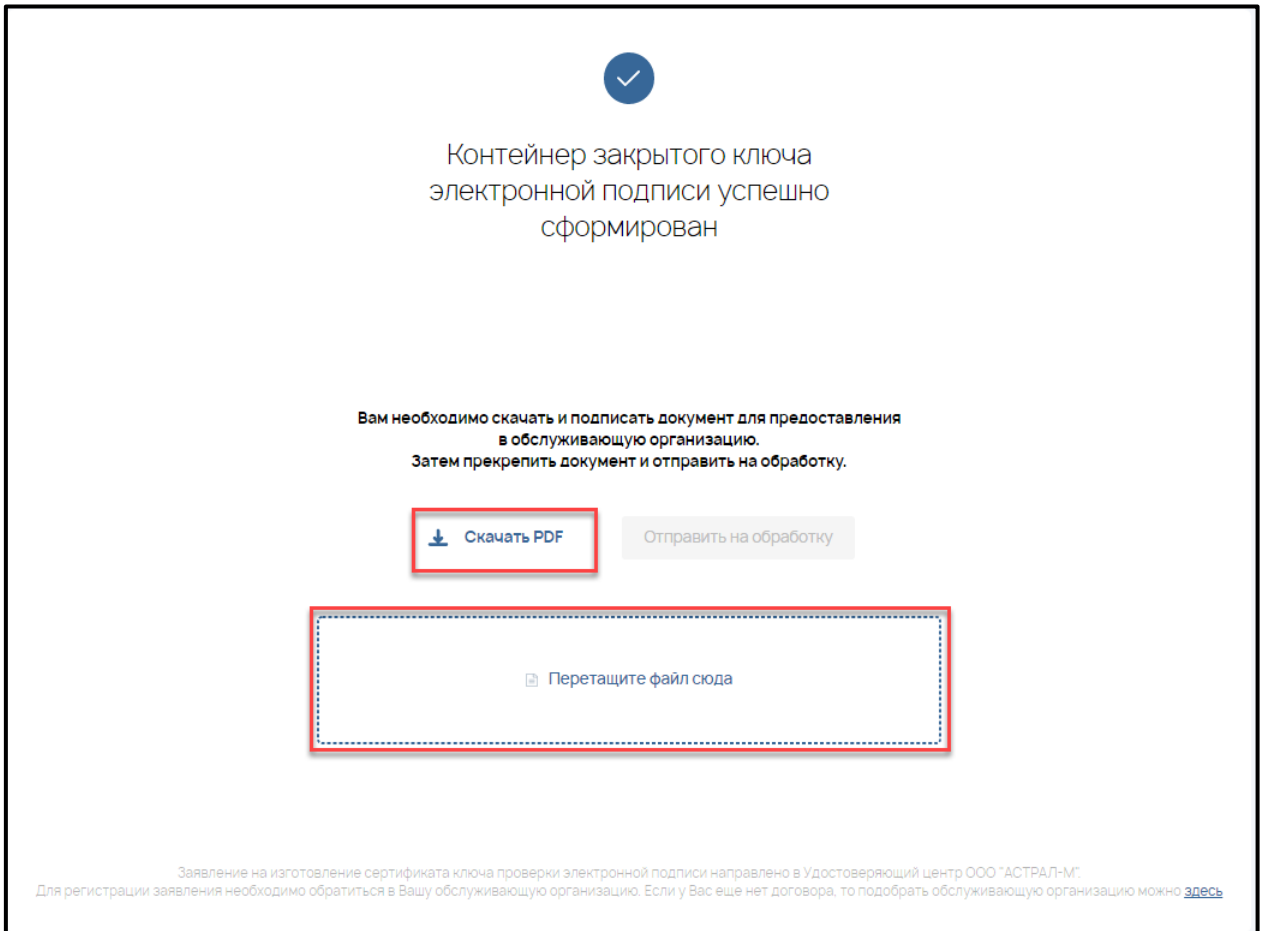 Контейнер закрытого ключа
электронной подписи успешно
сформирован
Вам необходимо скачать и подписать документ для предоставления
в обслуживающую организацию.
Затем прекрепить документ и отправить на обработку.
Скачать PDF
Отправить на обработку
Перетащите файл сюда
Заявление на изготовление сертификата ключа проверки электронной подписи направлено в Удостоверяющий центр ООО "АСТРАЛ-М".
Для регистрации заявления необходимо обратиться в Вашу обслуживающую организацию. Если у Вас еще нет договора, то подобрать обслуживающую организацию можно здесь